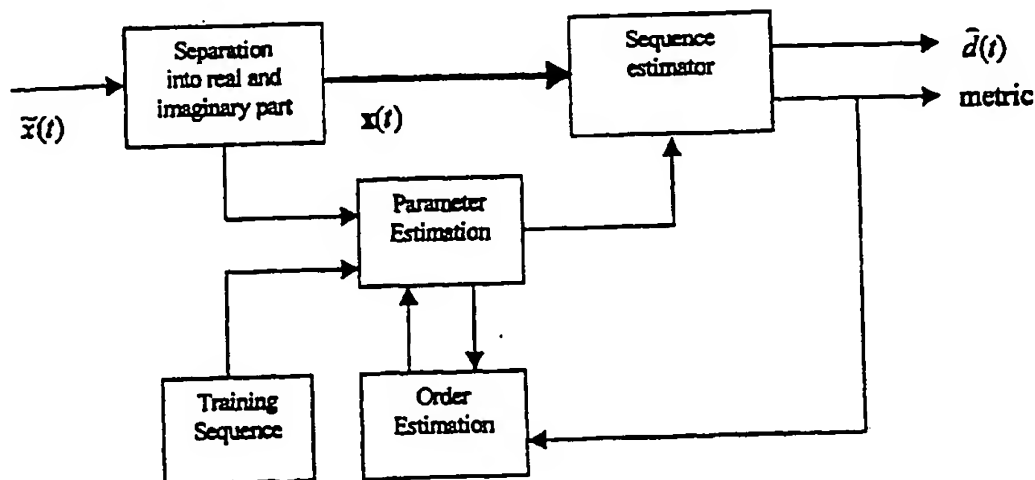 Separation
into real and
imaginary part
x̃(t)
x(t)
Sequence
estimator
d̂(t)
metric
Parameter
Estimation
Training
Sequence
Order
Estimation